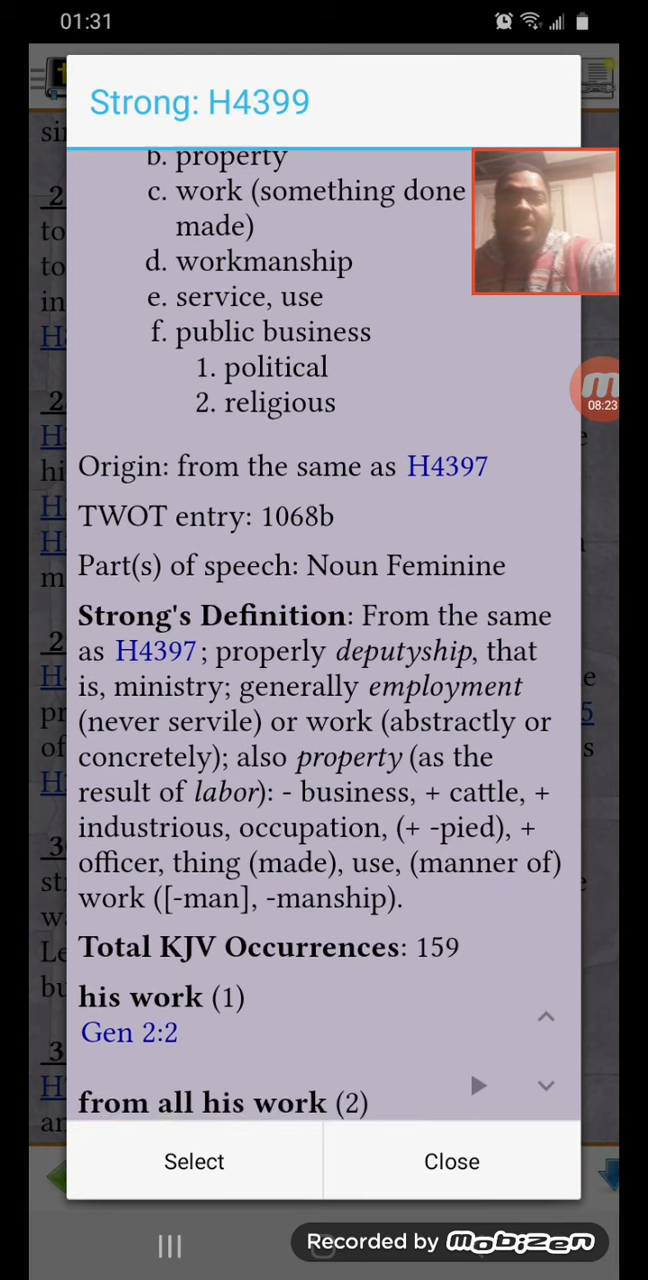 01:31
Strong: H4399
b. property
c. work (something done
made)
d. workmanship
e. service, use
f. public business
1. political
2. religious
08:23
Origin: from the same as H4397
TWOT entry: 1068b
Part(s) of speech: Noun Feminine
Strong's Definition: From the same
as H4397; properly deputyship, that
is, ministry; generally employment
(never servile) or work (abstractly or
concretely); also property (as the
result of labor): - business, + cattle, +
industrious, occupation, (+ -pied), +
officer, thing (made), use, (manner of)
work ([-man], -manship).
Total KJV Occurrences: 159
his work (1)
Gen 2:2
from all his work (2)
Select Close
Recorded by mobizen